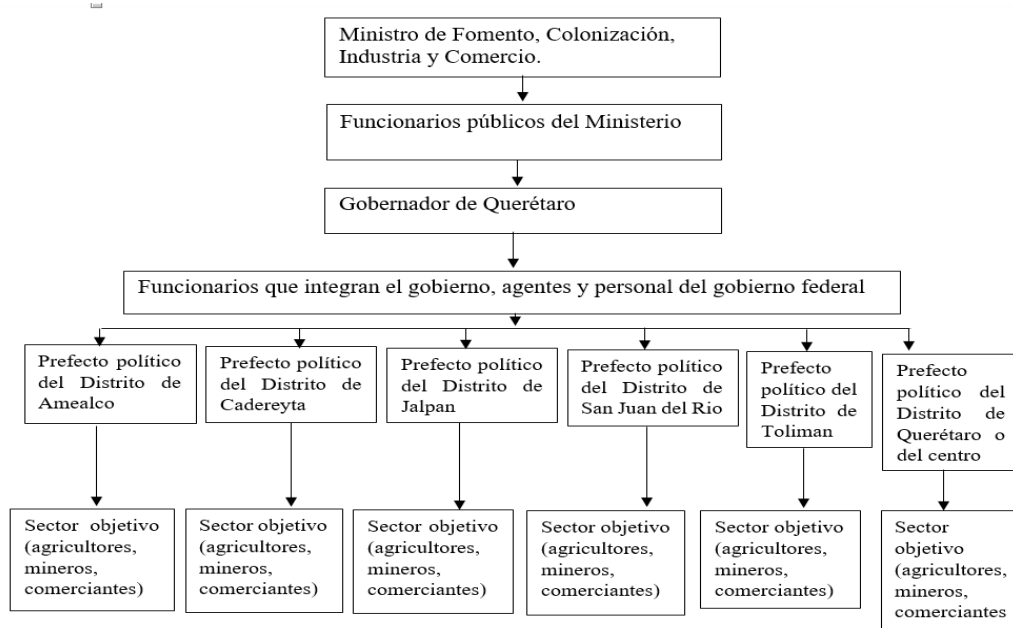 Ministro de Fomento, Colonización,
Industria y Comercio.
Funcionarios públicos del Ministerio
Gobernador de Querétaro
Funcionarios que integran el gobierno, agentes y personal del gobierno federal
Prefecto político
del Distrito de
Amealco
Prefecto político
del Distrito de
Cadereyta
Prefecto político
del Distrito de
Jalpan
Prefecto político
del Distrito de
San Juan del Rio
Prefecto
político del
Distrito de
Toliman
Prefecto
político del
Distrito de
Querétaro o
del centro
Sector objetivo
(agricultores,
mineros,
comerciantes)
Sector objetivo
(agricultores,
mineros,
comerciantes)
Sector objetivo
(agricultores,
mineros,
comerciantes)
Sector objetivo
(agricultores,
mineros,
comerciantes)
Sector objetivo
(agricultores,
mineros,
comerciantes)
Sector
objetivo
(agricultores,
mineros,
comerciantes